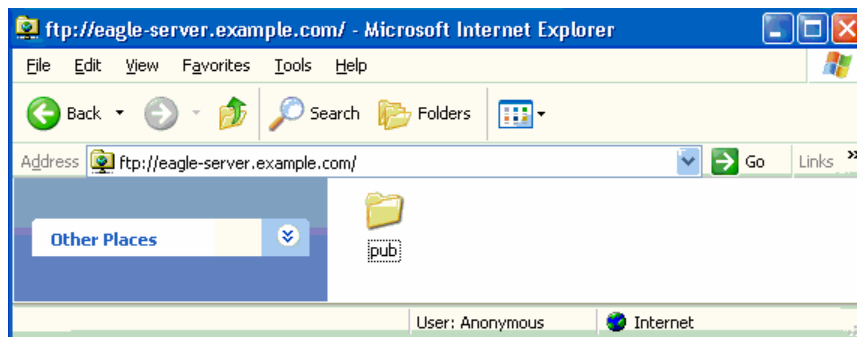 ftp://eagle-server.example.com/ - Microsoft Internet Explorer
File Edit View Favorites Tools Help
Back Search Folders
Address ftp://eagle-server.example.com/ Go Links »
Other Places
pub
User: Anonymous Internet